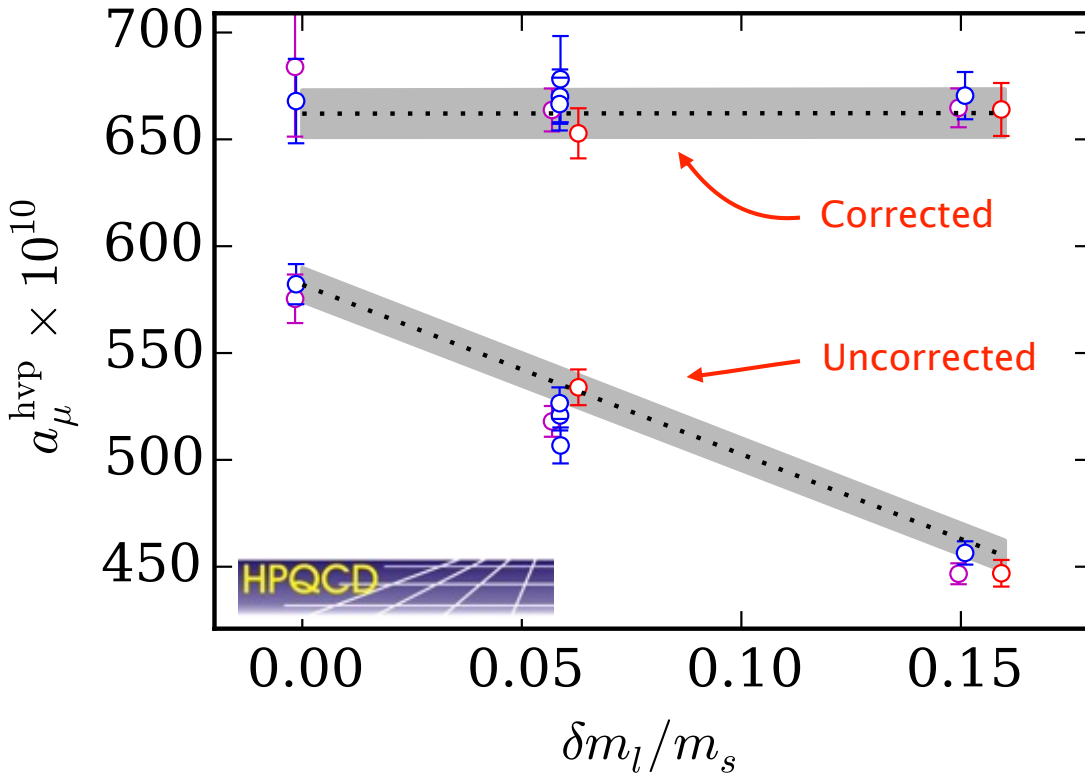 700
650
600
550
500
450
a_μ^hvp × 10^10
Corrected
Uncorrected
HPQCD
0.00 0.05 0.10 0.15
δm_l/m_s